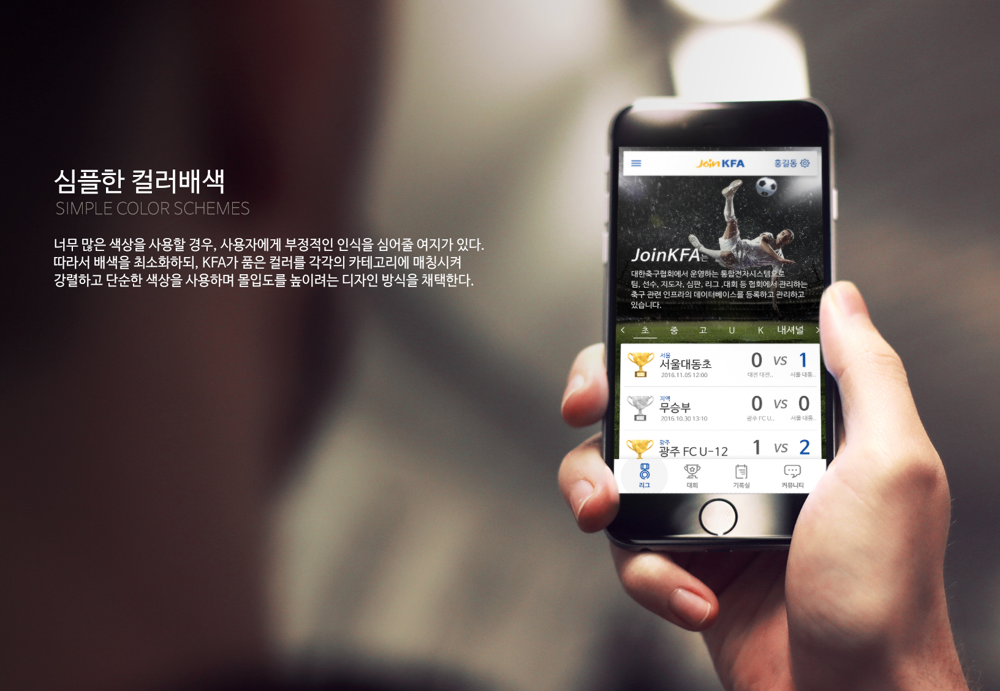 심플한 컬러배색
SIMPLE COLOR SCHEMES
너무 많은 색상을 사용할 경우, 사용자에게 부정적인 인식을 심어줄 여지가 있다.
따라서 배색을 최소화하되, KFA가 품은 컬러를 각각의 카테고리에 매칭시켜
강렬하고 단순한 색상을 사용하며 몰입도를 높이려는 디자인 방식을 채택한다.
Join KFA 홍길동
JoinKFA는
대한축구협회에서 운영하는 통합전자시스템으로
팀, 선수, 지도자, 심판, 리그 ,대회 등 협회에서 관리하는
축구 관련 인프라의 데이터베이스를 등록하고 관리하고
있습니다.
< 초 중 고 U K 내셔널 >
서울
서울대동초 0 VS 1
2016.11.05 12:00 대전 대전.. 서울 대동..
지역
무승부 0 VS 0
2016.10.30 13:10 광주 FC U.. 서울 대동..
광주
광주 FC U-12 1 VS 2
리그 대회 기록실 커뮤니티